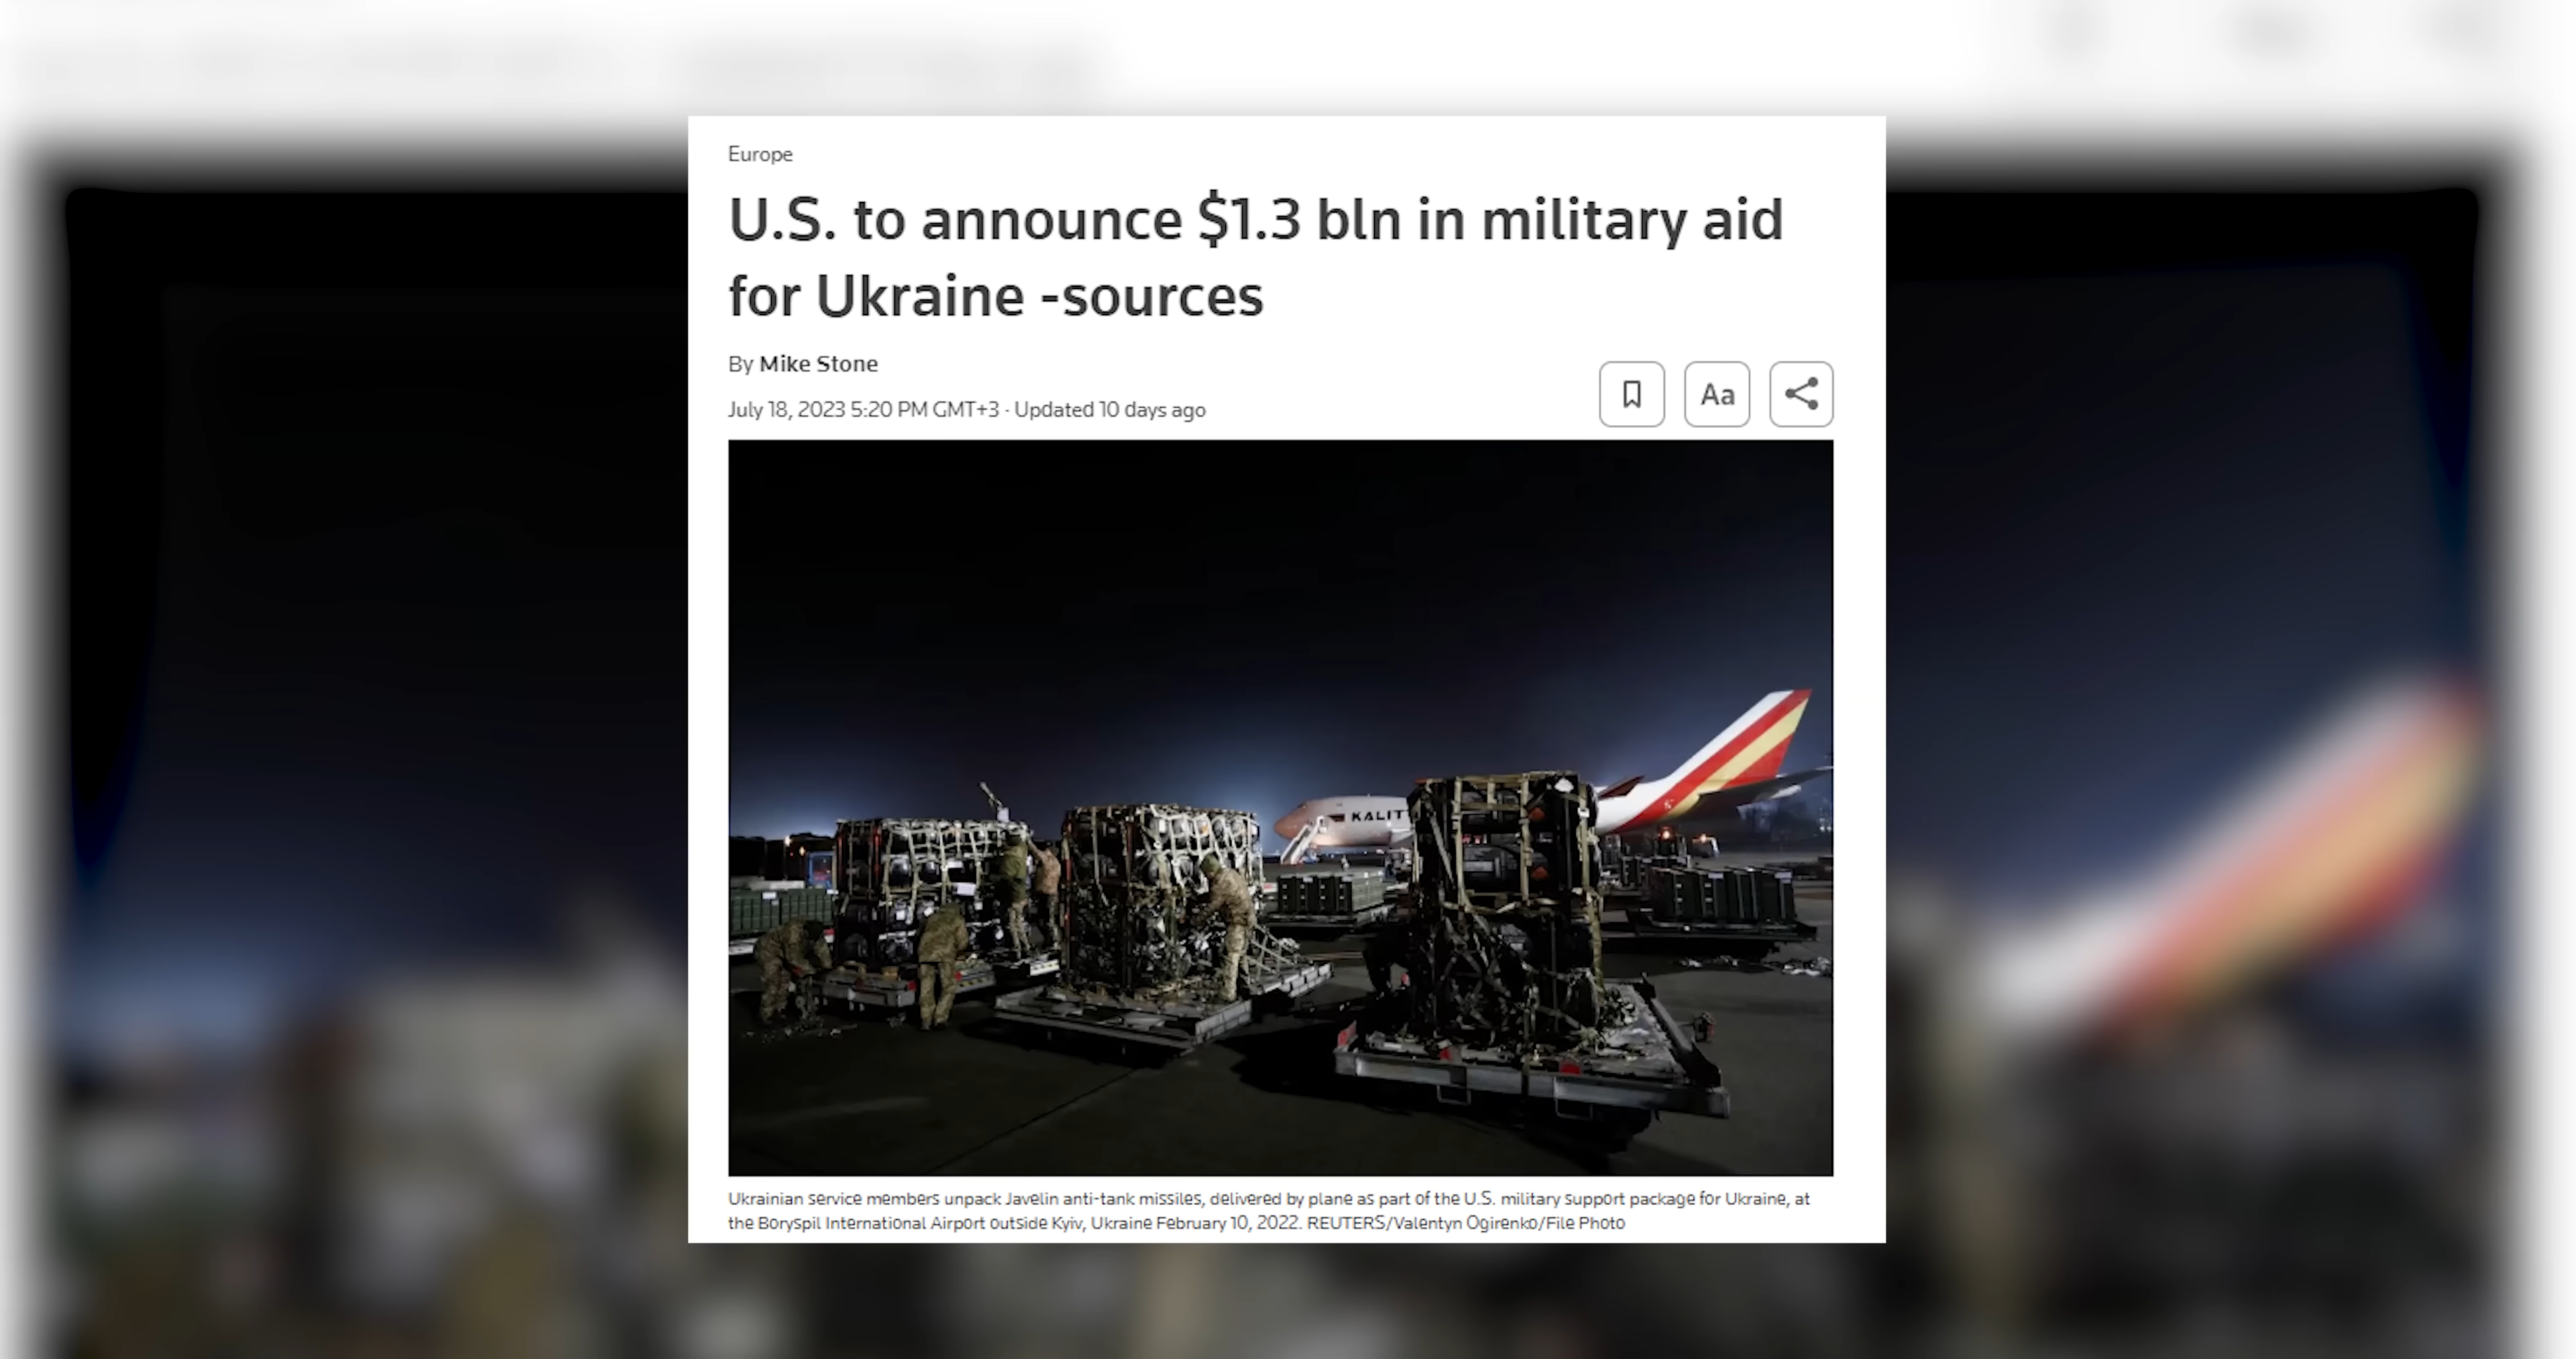 Europe
U.S. to announce $1.3 bln in military aid
for Ukraine -sources
By Mike Stone
July 18, 2023 5:20 PM GMT+3 · Updated 10 days ago
Aa
KALIT
Ukrainian service members unpack Javelin anti-tank missiles, delivered by plane as part of the U.S. military support package for Ukraine, at
the Boryspil International Airport outside Kyiv, Ukraine February 10, 2022. REUTERS/Valentyn Ogirenko/File Photo